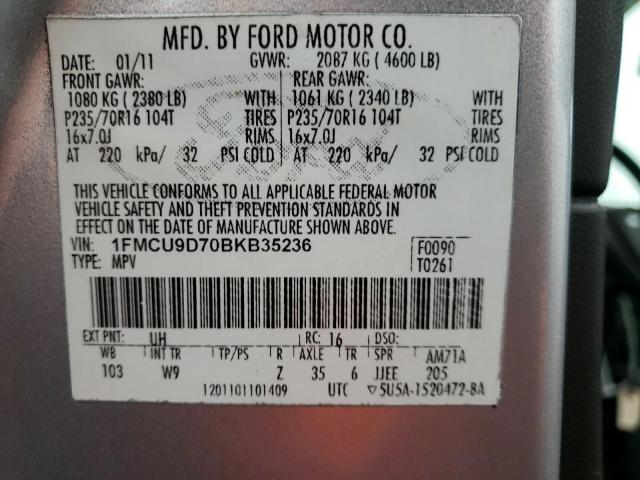 MFD. BY FORD MOTOR CO.
DATE: 01/11 GVWR: 2087 KG ( 4600 LB)
FRONT GAWR: REAR GAWR:
1080 KG ( 2380 LB) WITH 1061 KG ( 2340 LB) WITH
P235/70R16 104T TIRES P235/70R16 104T TIRES
16x7.0J RIMS 16x7.0J RIMS
AT 220 kPa/ 32 PSI COLD AT 220 kPa/ 32 PSI COLD
THIS VEHICLE CONFORMS TO ALL APPLICABLE FEDERAL MOTOR
VEHICLE SAFETY AND THEFT PREVENTION STANDARDS IN
EFFECT ON THE DATE OF MANUFACTURE SHOWN ABOVE.
VIN: 1FMCU9D70BKB35236 F0090
TYPE: MPV T0261
EXT PNT: UH RC: 16 DSO:
WB INT TR TP/PS R AXLE TR SPR AM71A
103 W9 Z 35 6 JJEE 205
1201101101409 UTC ▽5U5A-1520472-BA